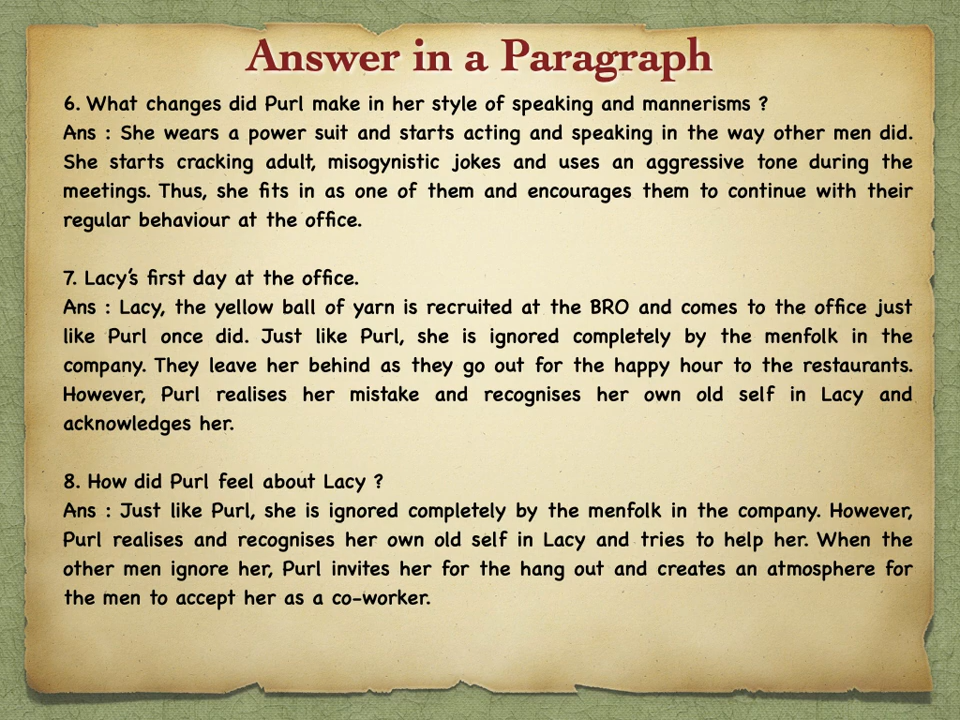 Answer in a Paragraph
6. What changes did Purl make in her style of speaking and mannerisms ?
Ans : She wears a power suit and starts acting and speaking in the way other men did.
She starts cracking adult, misogynistic jokes and uses an aggressive tone during the
meetings. Thus, she fits in as one of them and encourages them to continue with their
regular behaviour at the office.
7. Lacy's first day at the office.
Ans : Lacy, the yellow ball of yarn is recruited at the BRO and comes to the office just
like Purl once did. Just like Purl, she is ignored completely by the menfolk in the
company. They leave her behind as they go out for the happy hour to the restaurants.
However, Purl realises her mistake and recognises her own old self in Lacy and
acknowledges her.
8. How did Purl feel about Lacy ?
Ans : Just like Purl, she is ignored completely by the menfolk in the company. However,
Purl realises and recognises her own old self in Lacy and tries to help her. When the
other men ignore her, Purl invites her for the hang out and creates an atmosphere for
the men to accept her as a co-worker.